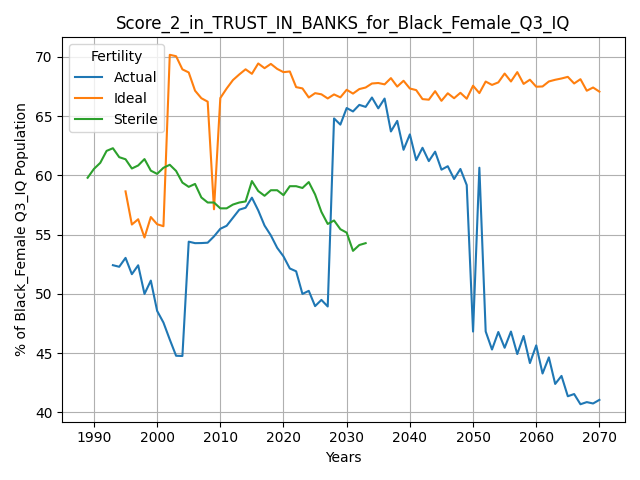 Score_2_in_TRUST_IN_BANKS_for_Black_Female_Q3_IQ
Fertility
Actual
Ideal
Sterile
% of Black_Female Q3_IQ Population
70
65
60
55
50
45
40
1990 2000 2010 2020 2030 2040 2050 2060 2070
Years